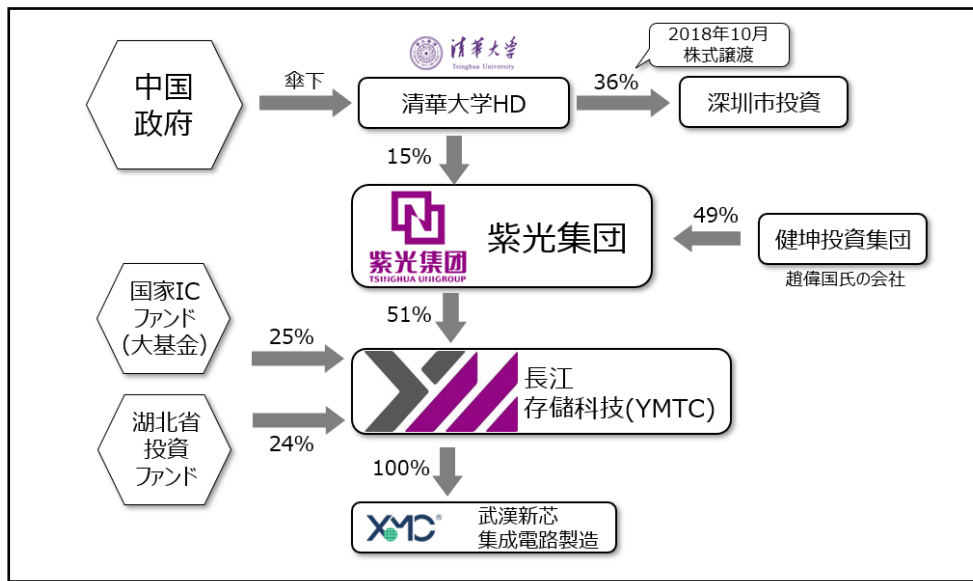 中国
政府
傘下
清華大学
Tsinghua University
清華大学HD
36%
2018年10月
株式譲渡
深圳市投資
15%
紫光集团
TSINGHUA UNIGROUP
紫光集団
49%
健坤投資集団
趙偉国氏の会社
国家IC
ファンド
(大基金)
25%
51%
長江
存儲科技(YMTC)
湖北省
投資
ファンド
24%
100%
XMC®
武漢新芯
集成電路製造